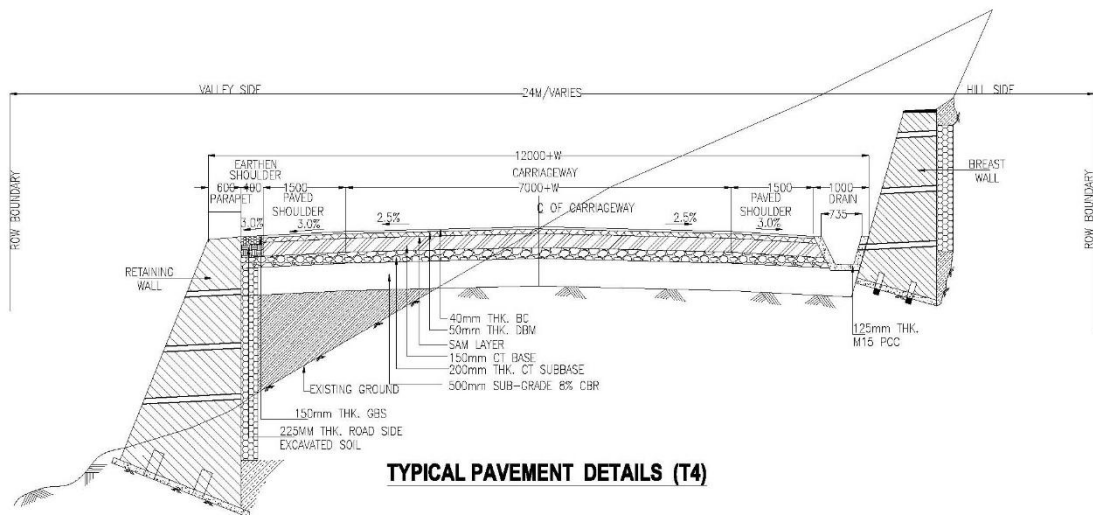 VALLEY SIDE
24M/VARIES
HILL SIDE
12000+W
EARTHEN
SHOULDER
CARRIAGEWAY
600
400
1500
7000+W
1500
1000
PARAPET
PAVED
SHOULDER
PAVED
SHOULDER
DRAIN
735
BREAST
WALL
C OF CARRIAGEWAY
3.0%
3.0%
2.5%
2.5%
3.0%
ROW BOUNDARY
ROW BOUNDARY
RETAINING
WALL
40mm THK. BC
50mm THK. DBM
SAM LAYER
150mm CT BASE
200mm THK. CT SUBBASE
500mm SUB-GRADE 8% CBR
125mm THK.
M15 PCC
EXISTING GROUND
150mm THK. GBS
225MM THK. ROAD SIDE
EXCAVATED SOIL
TYPICAL PAVEMENT DETAILS (T4)